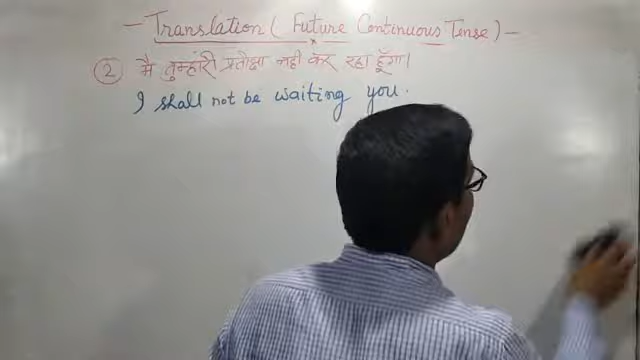 - Translation ( Future Continuous Tense ) -
② मै तुम्हारी प्रतीक्षा नही कर रहा हूँगा।
I shall not be waiting you.